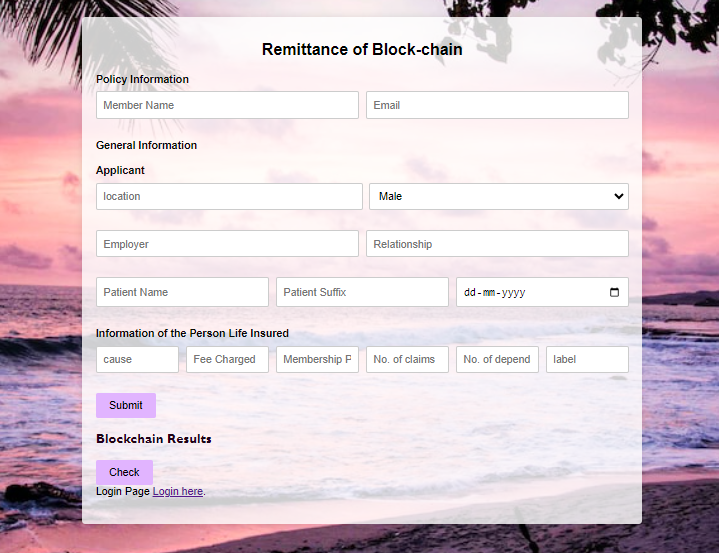 Remittance of Block-chain
Policy Information
Member Name Email
General Information
Applicant
location Male
Employer Relationship
Patient Name Patient Suffix dd-mm-yyyy
Information of the Person Life Insured
cause Fee Charged Membership P No. of claims No. of depend label
Submit
Blockchain Results
Check
Login Page Login here.